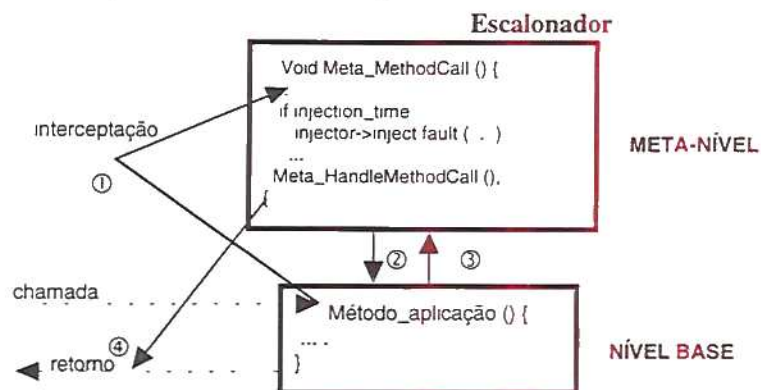 Escalonador
Void Meta_MethodCall () {
..
if injection_time
injector->inject fault ( . )
...
Meta_HandleMethodCall (),
{
interceptação
①
META-NÍVEL
② ③
chamada
Método_aplicação () {
... .
}
④
retorno
NÍVEL BASE